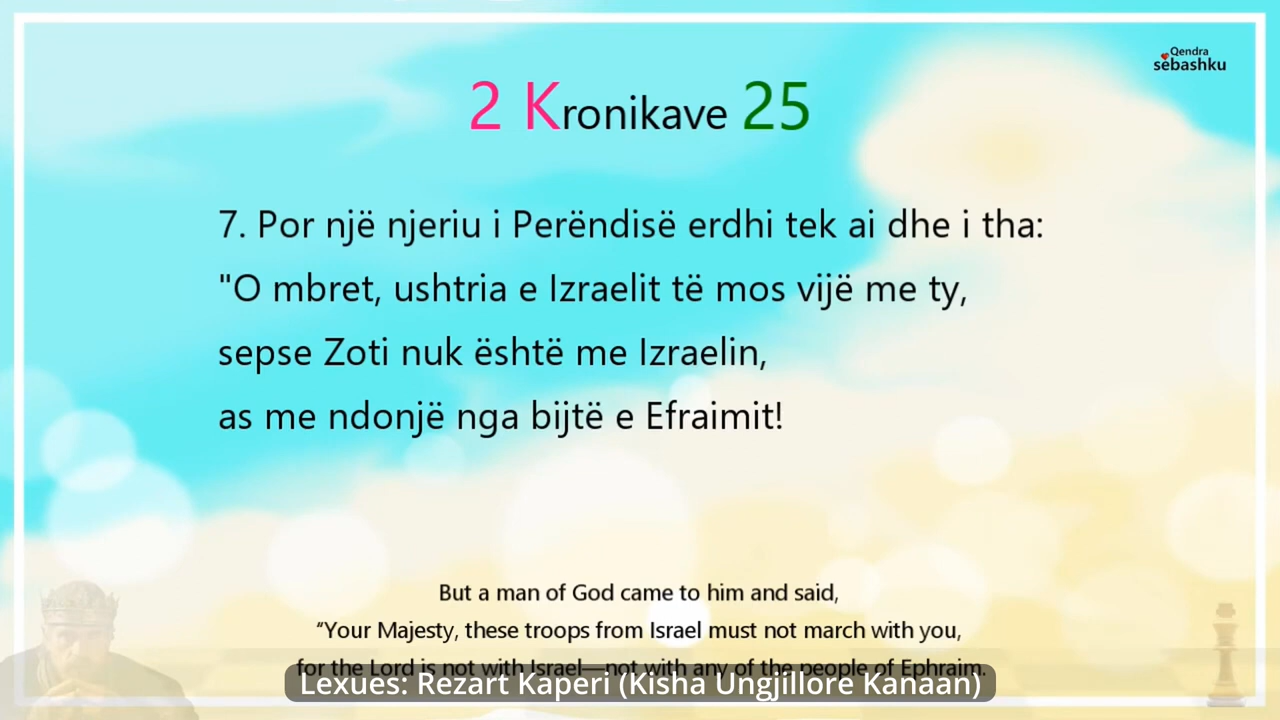 Qendra
sëbashku
2 Kronikave 25
7. Por një njeriu i Perëndisë erdhi tek ai dhe i tha:
"O mbret, ushtria e Izraelit të mos vijë me ty,
sepse Zoti nuk është me Izraelin,
as me ndonjë nga bijtë e Efraimit!
But a man of God came to him and said,
“Your Majesty, these troops from Israel must not march with you,
for the Lord is not with Israel—not with any of the people of Ephraim.
Lexues: Rezart Kaperi (Kisha Ungjillore Kanaan)